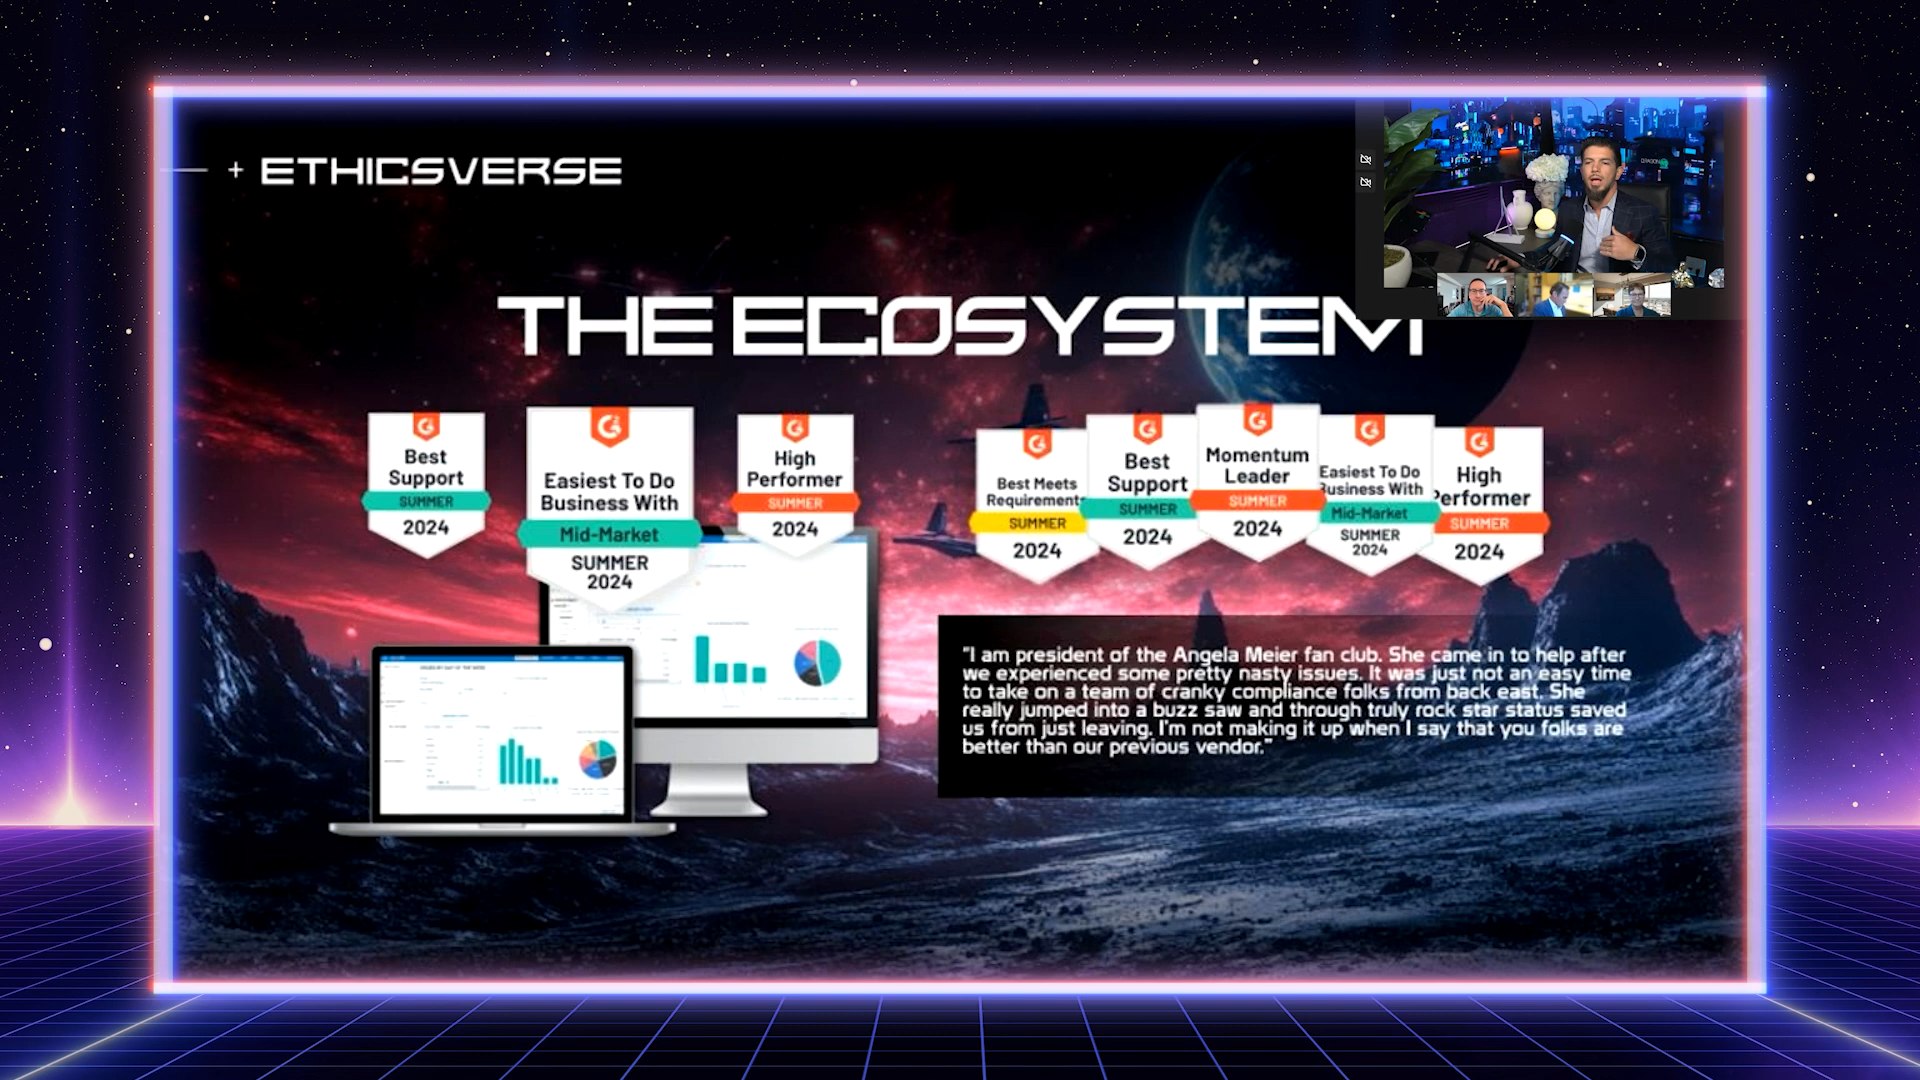 + ETHICSVERSE
THE ECOSYSTEM
Best
Support
SUMMER
2024
Easiest To Do
Business With
Mid-Market
SUMMER
2024
High
Performer
SUMMER
2024
Best Meets
Requirements
SUMMER
2024
Best
Support
SUMMER
2024
Momentum
Leader
SUMMER
2024
Easiest To Do
Business With
Mid-Market
SUMMER
2024
High
Performer
SUMMER
2024
"I am president of the Angela Meier fan club. She came in to help after
we experienced some pretty nasty issues. It was just not an easy time
to take on a team of cranky compliance folks from back east. She
really jumped into a buzz saw and through truly rock star status saved
us from just leaving. I'm not making it up when I say that you folks are
better than our previous vendor."